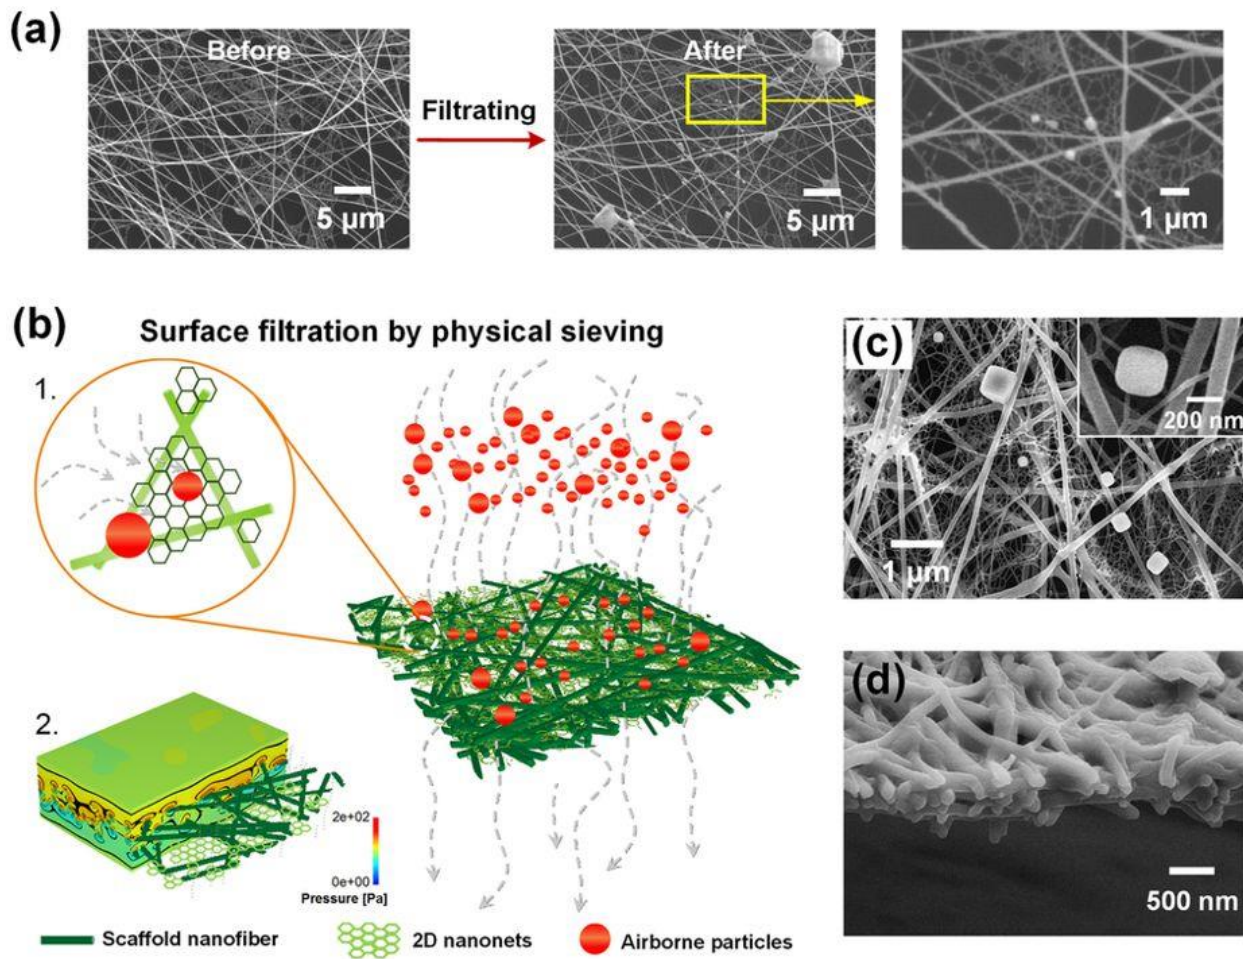 (a)
Before
5 µm
Filtrating
After
5 µm
1 µm
(b)
Surface filtration by physical sieving
1.
2.
2e+02
0e+00
Pressure [Pa]
Scaffold nanofiber
2D nanonets
Airborne particles
(c)
200 nm
1 µm
(d)
500 nm